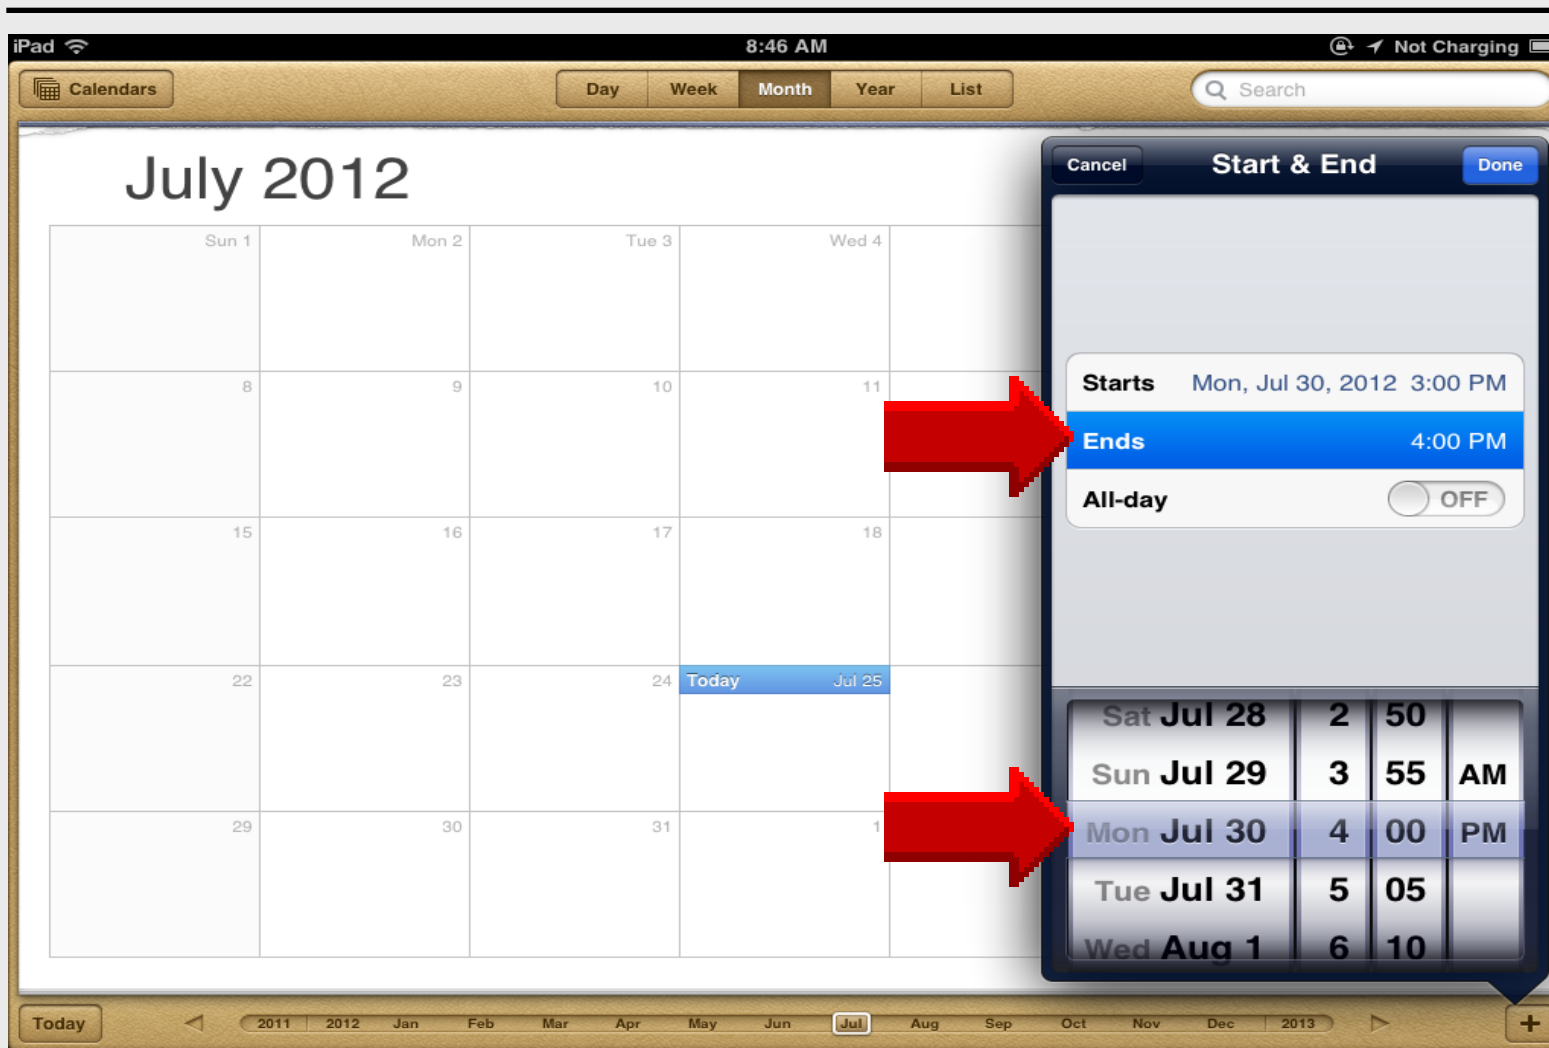 iPad 8:46 AM Not Charging
Calendars Day Week Month Year List Search
July 2012
Cancel Start & End Done
Sun 1 Mon 2 Tue 3 Wed 4
8 9 10 11
15 16 17 18
22 23 24 Today Jul 25
29 30 31 1
Starts Mon, Jul 30, 2012 3:00 PM
Ends 4:00 PM
All-day OFF
Sat Jul 28 2 50
Sun Jul 29 3 55 AM
Mon Jul 30 4 00 PM
Tue Jul 31 5 05
Wed Aug 1 6 10
Today 2011 2012 Jan Feb Mar Apr May Jun Jul Aug Sep Oct Nov Dec 2013 +